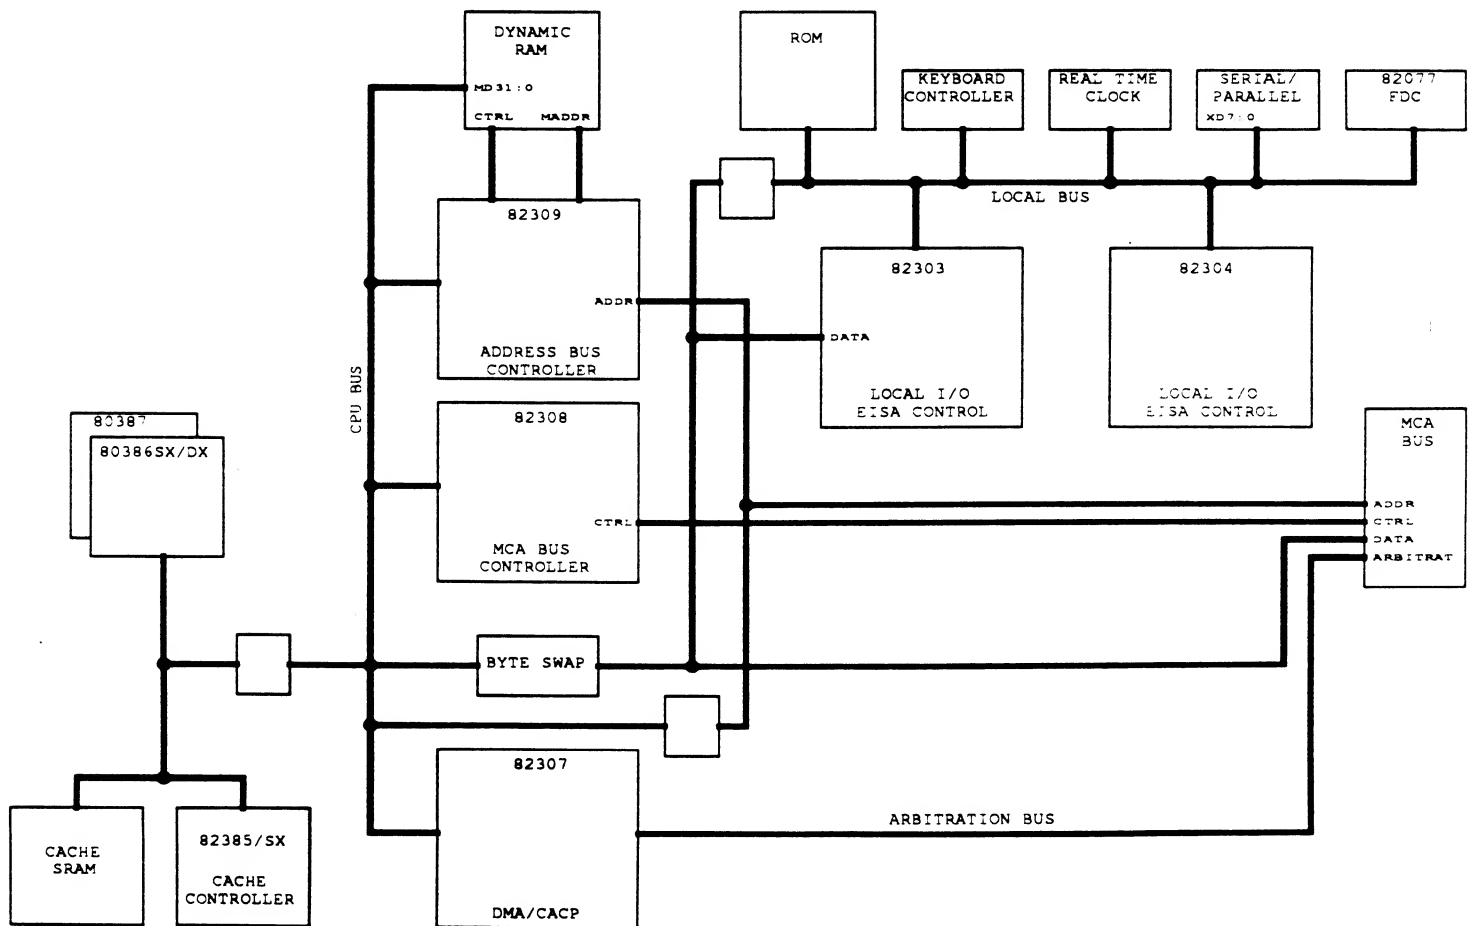 DYNAMIC
RAM
MD31:0
CTRL MADDR
ROM
KEYBOARD
CONTROLLER
REAL TIME
CLOCK
SERIAL/
PARALLEL
XD7:0
82077
FDC
LOCAL BUS
82309
ADDR
ADDRESS BUS
CONTROLLER
82303
DATA
LOCAL I/O
EISA CONTROL
82304
LOCAL I/O
EISA CONTROL
CPU BUS
82308
CTRL
MCA BUS
CONTROLLER
MCA
BUS
ADDR
CTRL
DATA
ARBITRAT
80387
80386SX/DX
BYTE SWAP
82307
DMA/CACP
ARBITRATION BUS
CACHE
SRAM
82385/SX
CACHE
CONTROLLER